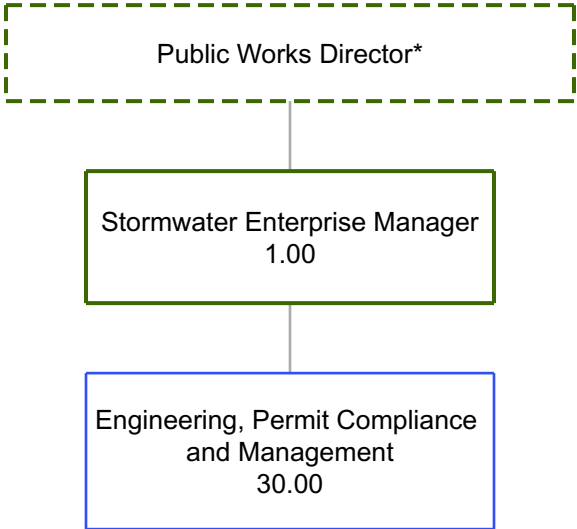 Public Works Director*
Stormwater Enterprise Manager
1.00
Engineering, Permit Compliance
and Management
30.00